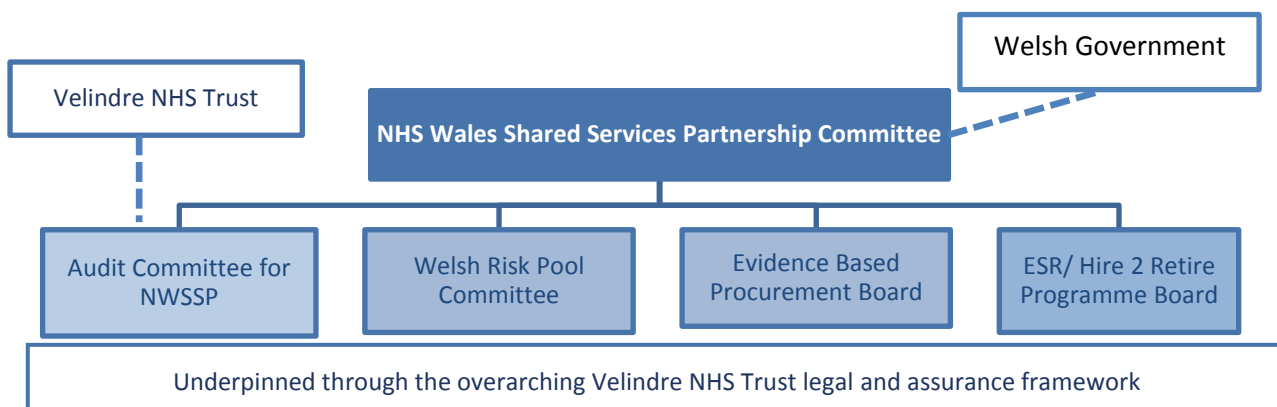 Welsh Government
Velindre NHS Trust
NHS Wales Shared Services Partnership Committee
Audit Committee for
NWSSP
Welsh Risk Pool
Committee
Evidence Based
Procurement Board
ESR/ Hire 2 Retire
Programme Board
Underpinned through the overarching Velindre NHS Trust legal and assurance framework